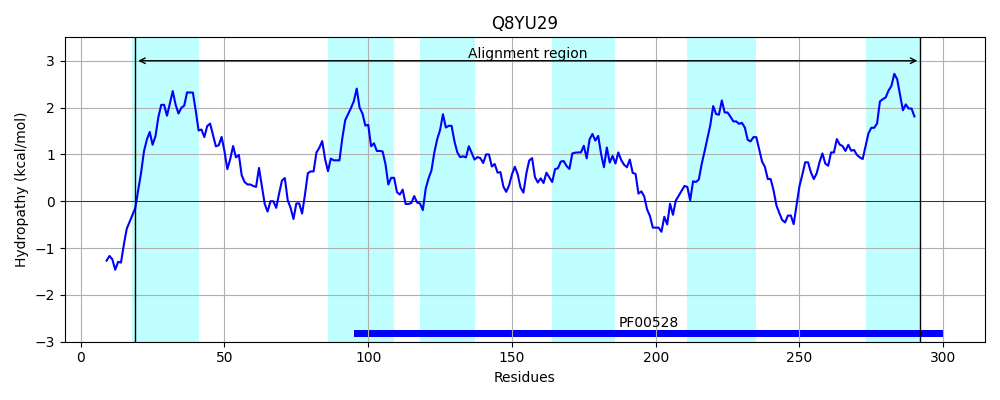 Q8YU29
Alignment region
PF00528
Hydropathy (kcal/mol)
3
2
1
0
−1
−2
−3
0 50 100 150 200 250 300
Residues